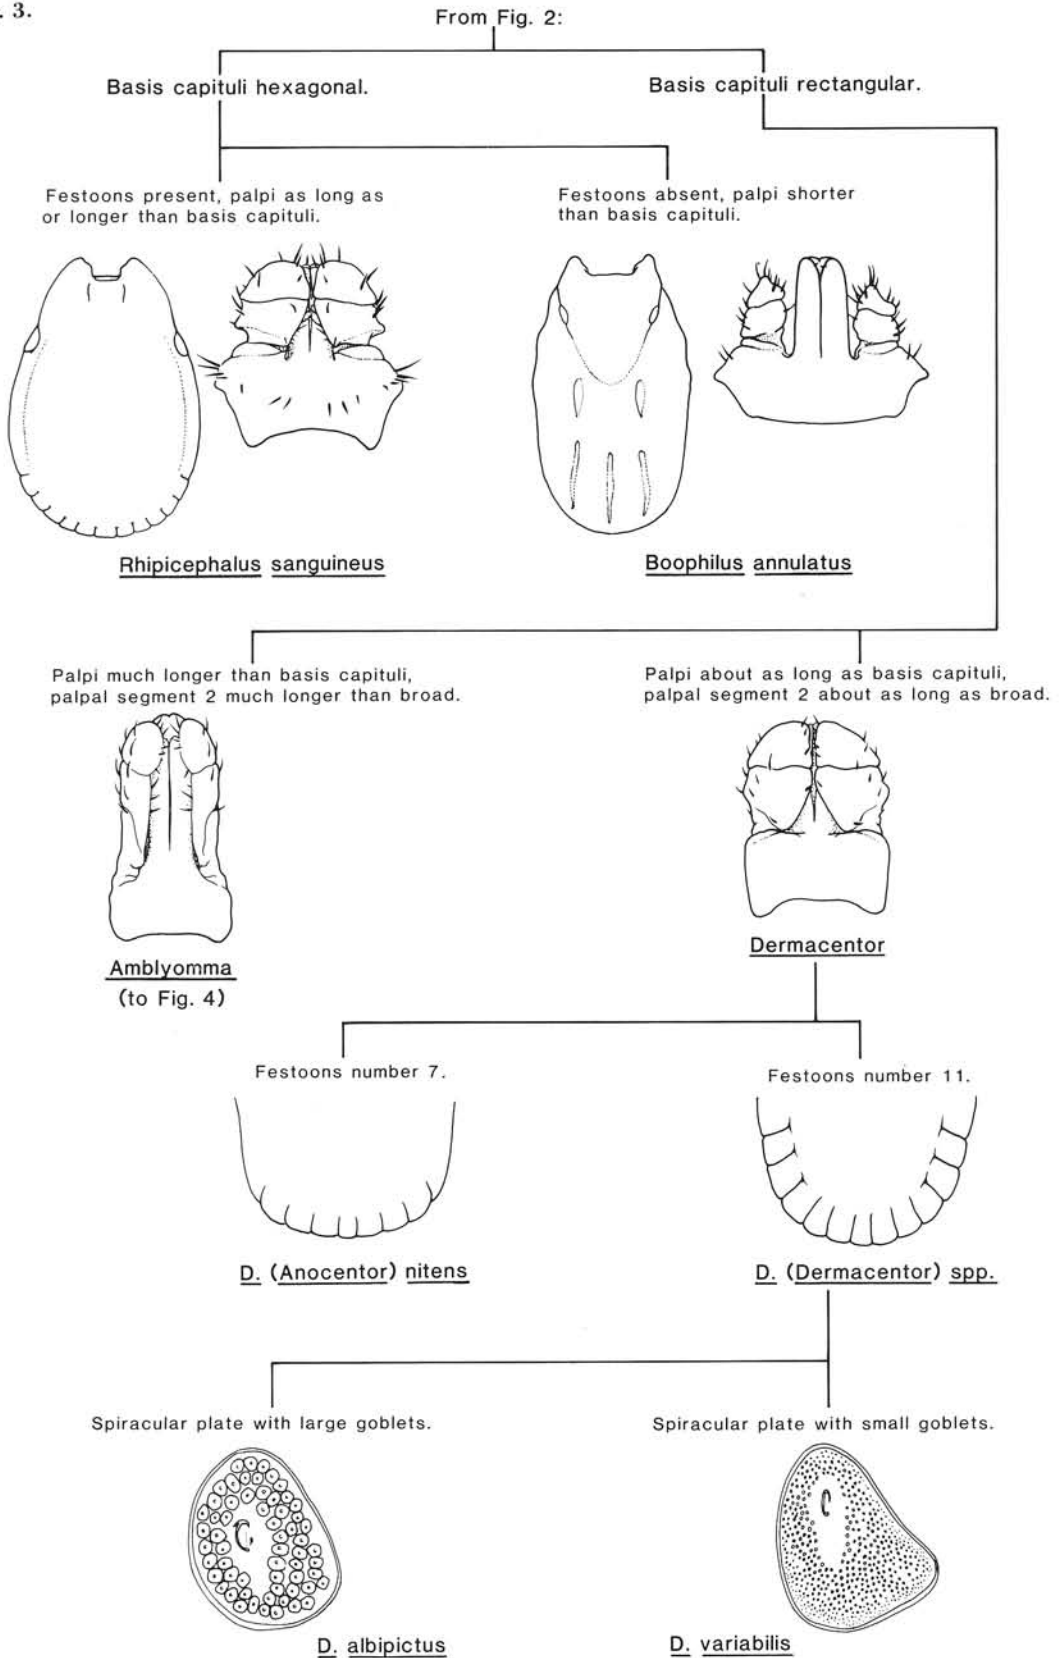 . 3.
From Fig. 2:
Basis capituli hexagonal.
Basis capituli rectangular.
Festoons present, palpi as long as
or longer than basis capituli.
Festoons absent, palpi shorter
than basis capituli.
Rhipicephalus sanguineus
Boophilus annulatus
Palpi much longer than basis capituli,
palpal segment 2 much longer than broad.
Palpi about as long as basis capituli,
palpal segment 2 about as long as broad.
Amblyomma
(to Fig. 4)
Dermacentor
Festoons number 7.
Festoons number 11.
D. (Anocentor) nitens
D. (Dermacentor) spp.
Spiracular plate with large goblets.
Spiracular plate with small goblets.
D. albipictus
D. variabilis